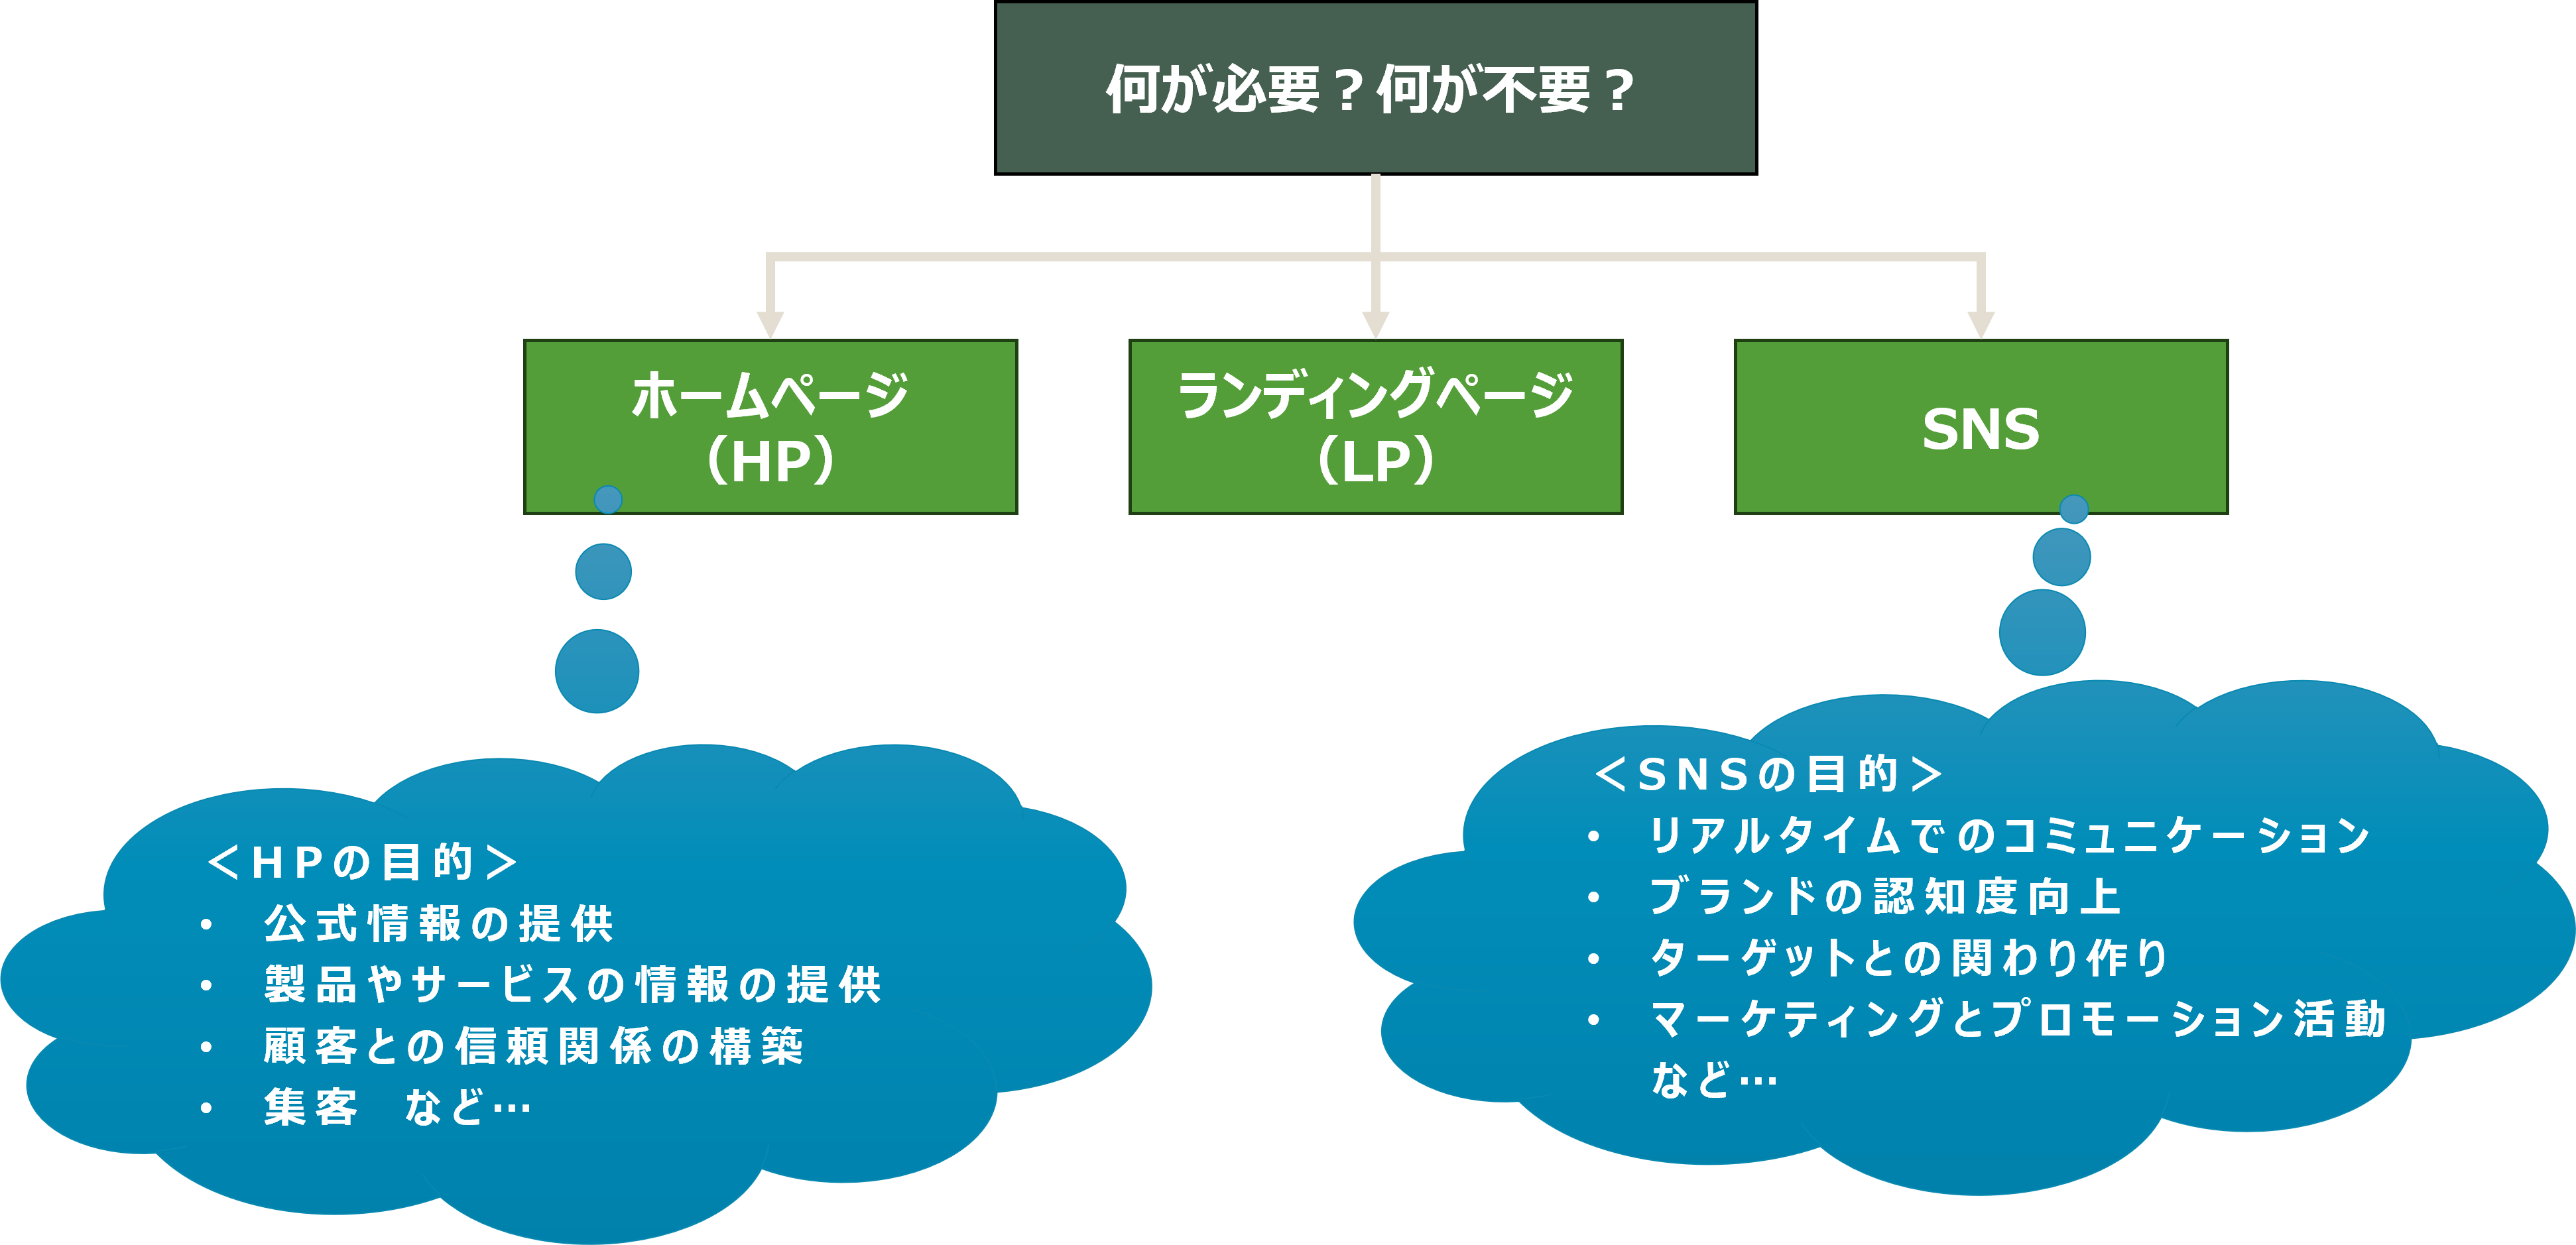 何が必要？何が不要？
ホームページ
（HP）
ランディングページ
（LP）
SNS
＜HPの目的＞
• 公式情報の提供
• 製品やサービスの情報の提供
• 顧客との信頼関係の構築
• 集客　など…
＜SNSの目的＞
• リアルタイムでのコミュニケーション
• ブランドの認知度向上
• ターゲットとの関わり作り
• マーケティングとプロモーション活動
など…